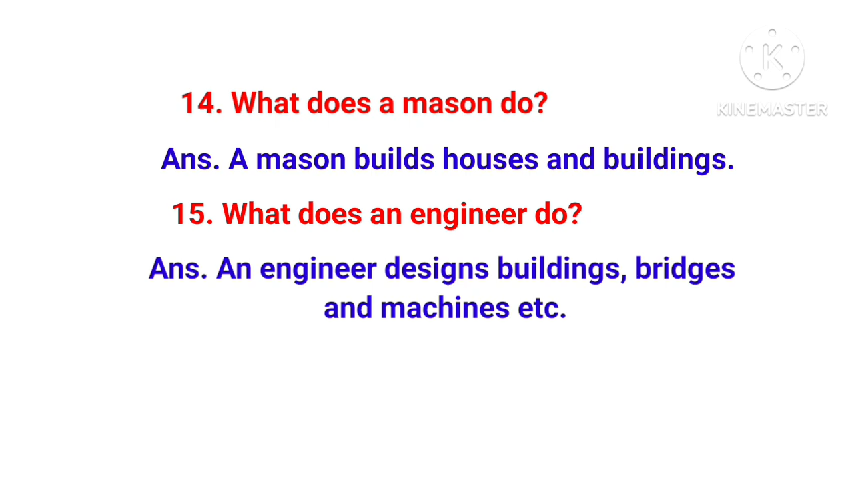 K
KINEMASTER
14. What does a mason do?
Ans. A mason builds houses and buildings.
15. What does an engineer do?
Ans. An engineer designs buildings, bridges
and machines etc.